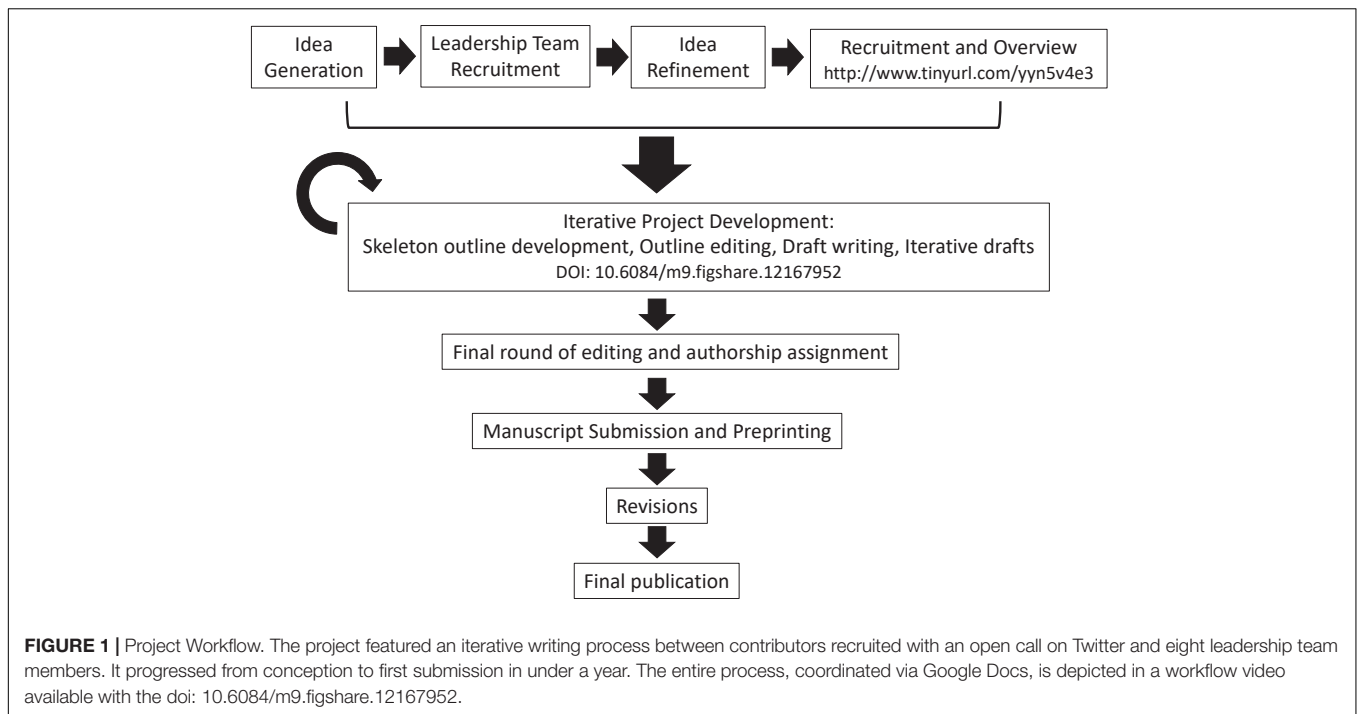 Idea
Generation
Leadership Team
Recruitment
Idea
Refinement
Recruitment and Overview
http://www.tinyurl.com/yyn5v4e3
Iterative Project Development:
Skeleton outline development, Outline editing, Draft writing, Iterative drafts
DOI: 10.6084/m9.figshare.12167952
Final round of editing and authorship assignment
Manuscript Submission and Preprinting
Revisions
Final publication
FIGURE 1 | Project Workflow. The project featured an iterative writing process between contributors recruited with an open call on Twitter and eight leadership team
members. It progressed from conception to first submission in under a year. The entire process, coordinated via Google Docs, is depicted in a workflow video
available with the doi: 10.6084/m9.figshare.12167952.